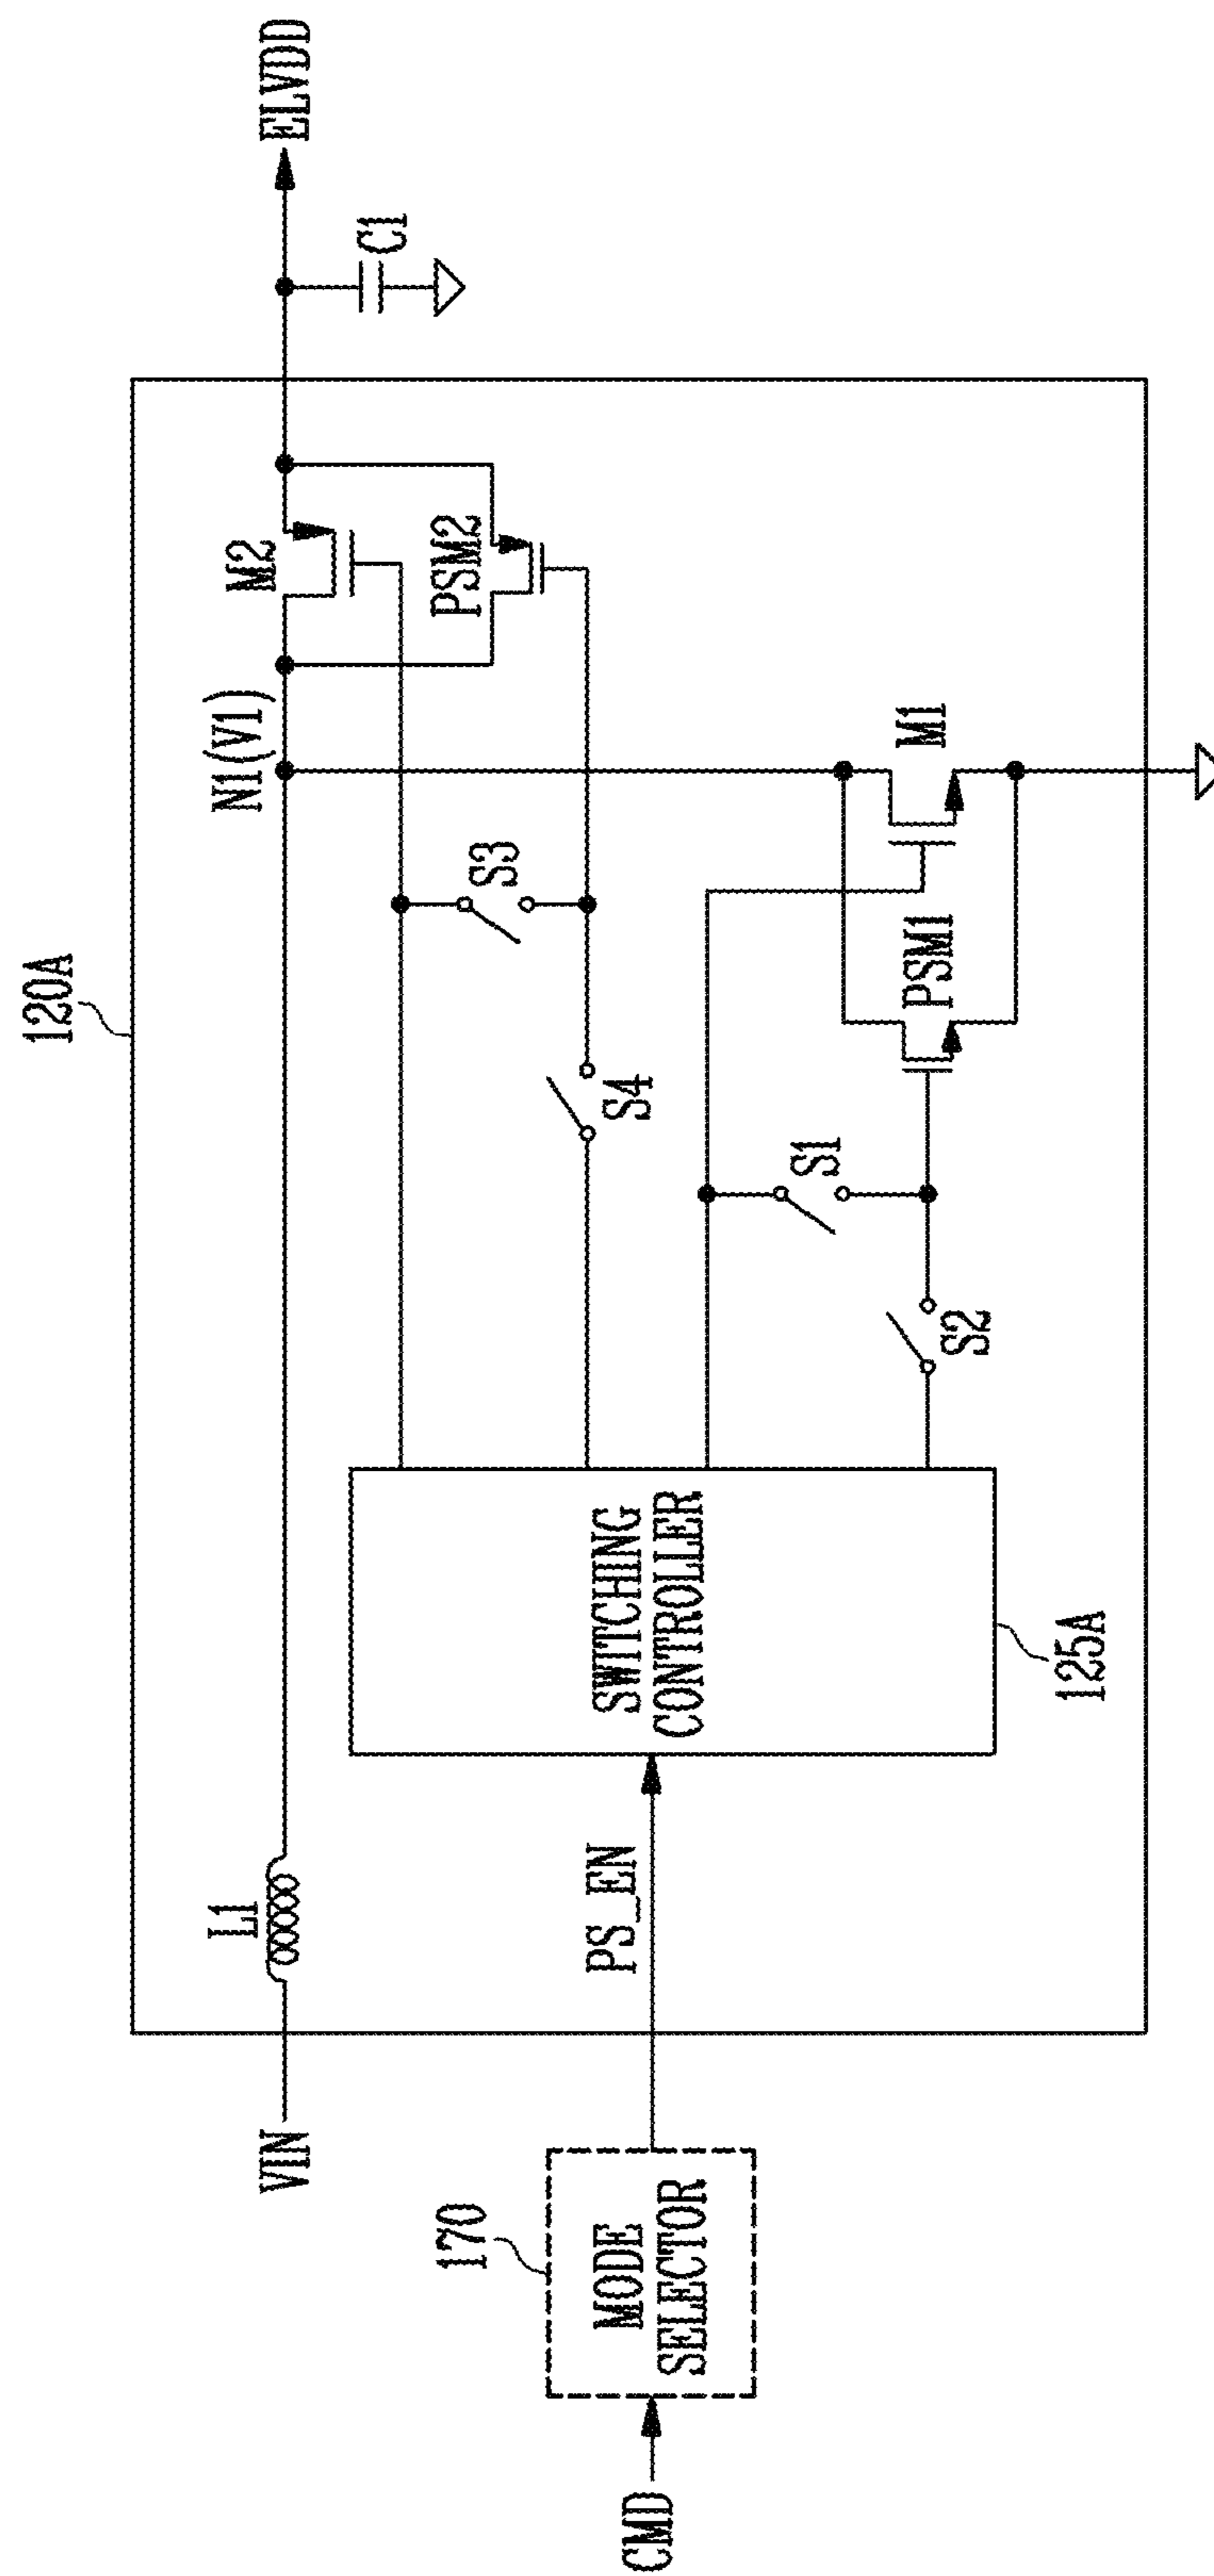 120A
VIN
L1
N1(V1)
M2
ELVDD
C1
PSM2
S3
S4
170
MODE
SELECTOR
CMD
PS_EN
SWITCHING
CONTROLLER
125A
S1
S2
PSM1
M1